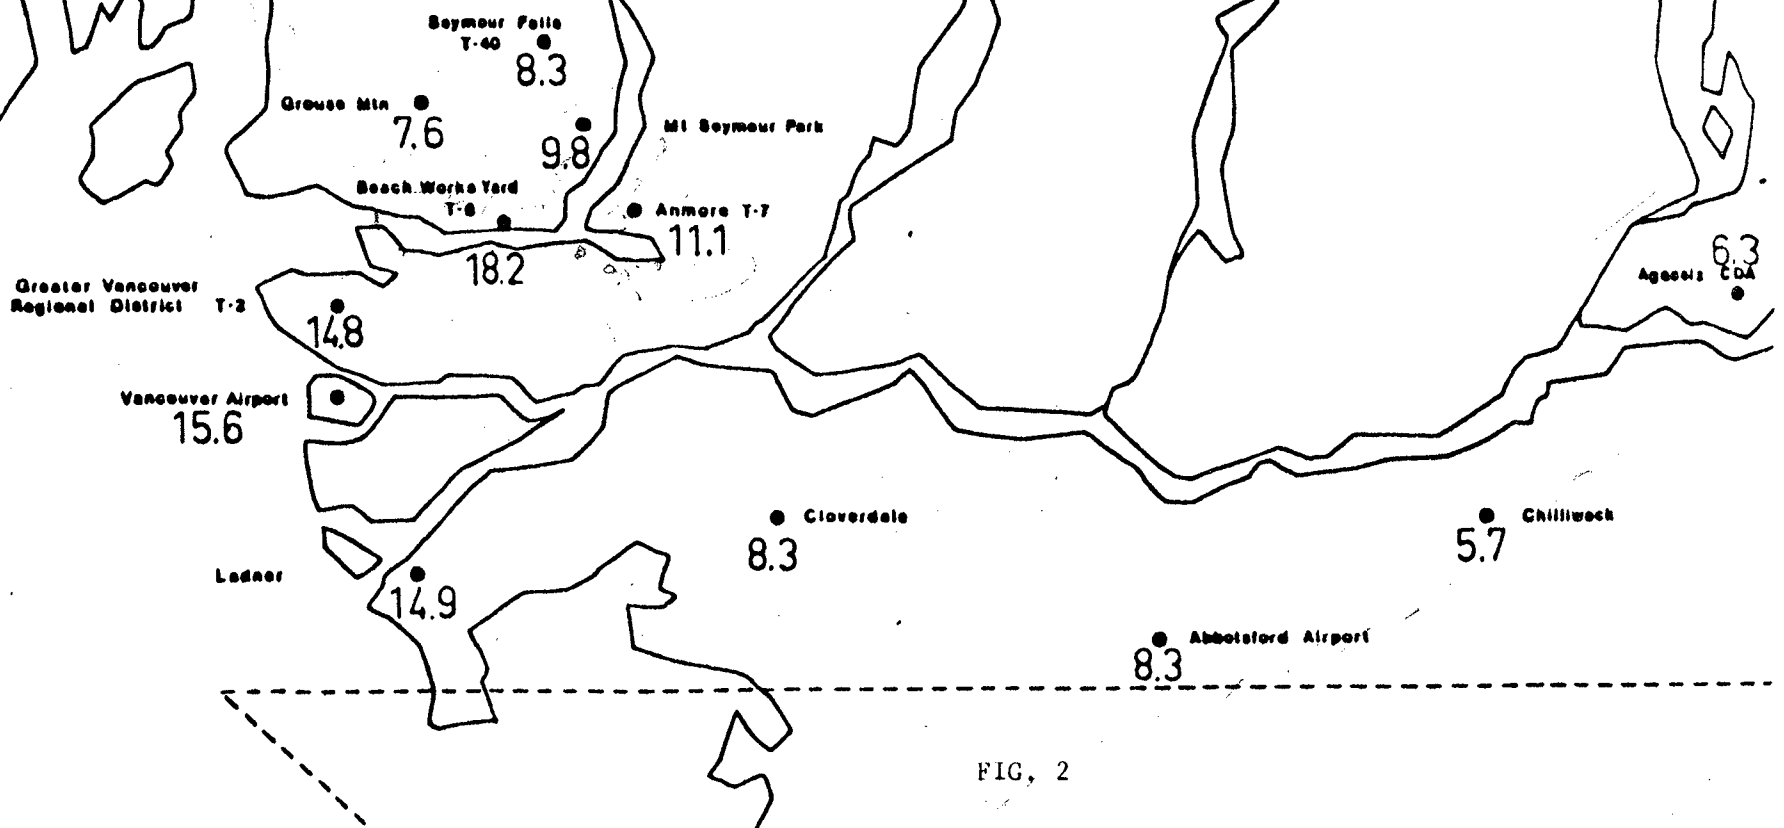 Seymour Falls
T-40
8.3
Grouse Mtn
7.6
9.8
Mt Seymour Park
Beach Works Yard
T-6
18.2
Anmore T-7
11.1
Greater Vancouver
Regional District T-2
14.8
6.3
Agassiz CDA
Vancouver Airport
15.6
Cloverdale
8.3
Chilliwack
5.7
Ladner
14.9
Abbotsford Airport
8.3
FIG. 2